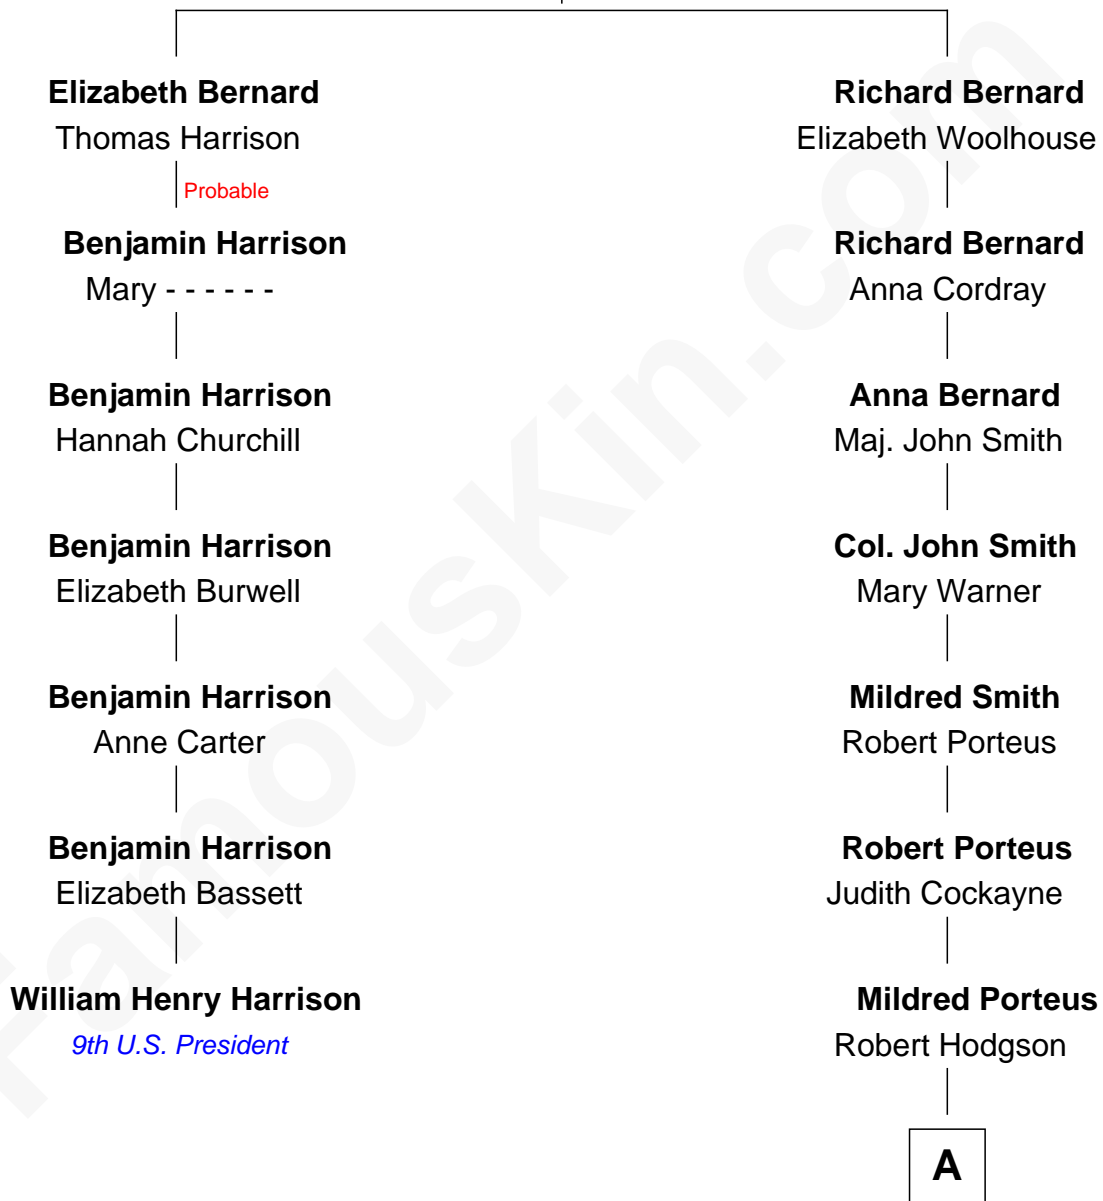 Elizabeth Bernard
Thomas Harrison
Probable
Benjamin Harrison
Mary - - - - - -
Benjamin Harrison
Hannah Churchill
Benjamin Harrison
Elizabeth Burwell
Benjamin Harrison
Anne Carter
Benjamin Harrison
Elizabeth Bassett
William Henry Harrison
9th U.S. President
Richard Bernard
Elizabeth Woolhouse
Richard Bernard
Anna Cordray
Anna Bernard
Maj. John Smith
Col. John Smith
Mary Warner
Mildred Smith
Robert Porteus
Robert Porteus
Judith Cockayne
Mildred Porteus
Robert Hodgson
A
FamousKin.com